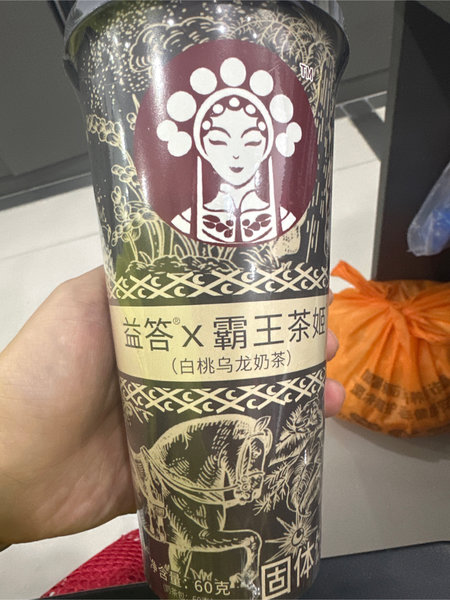 TM
益答® X 霸王茶姬
（白桃乌龙奶茶）
净含量：60克
固体